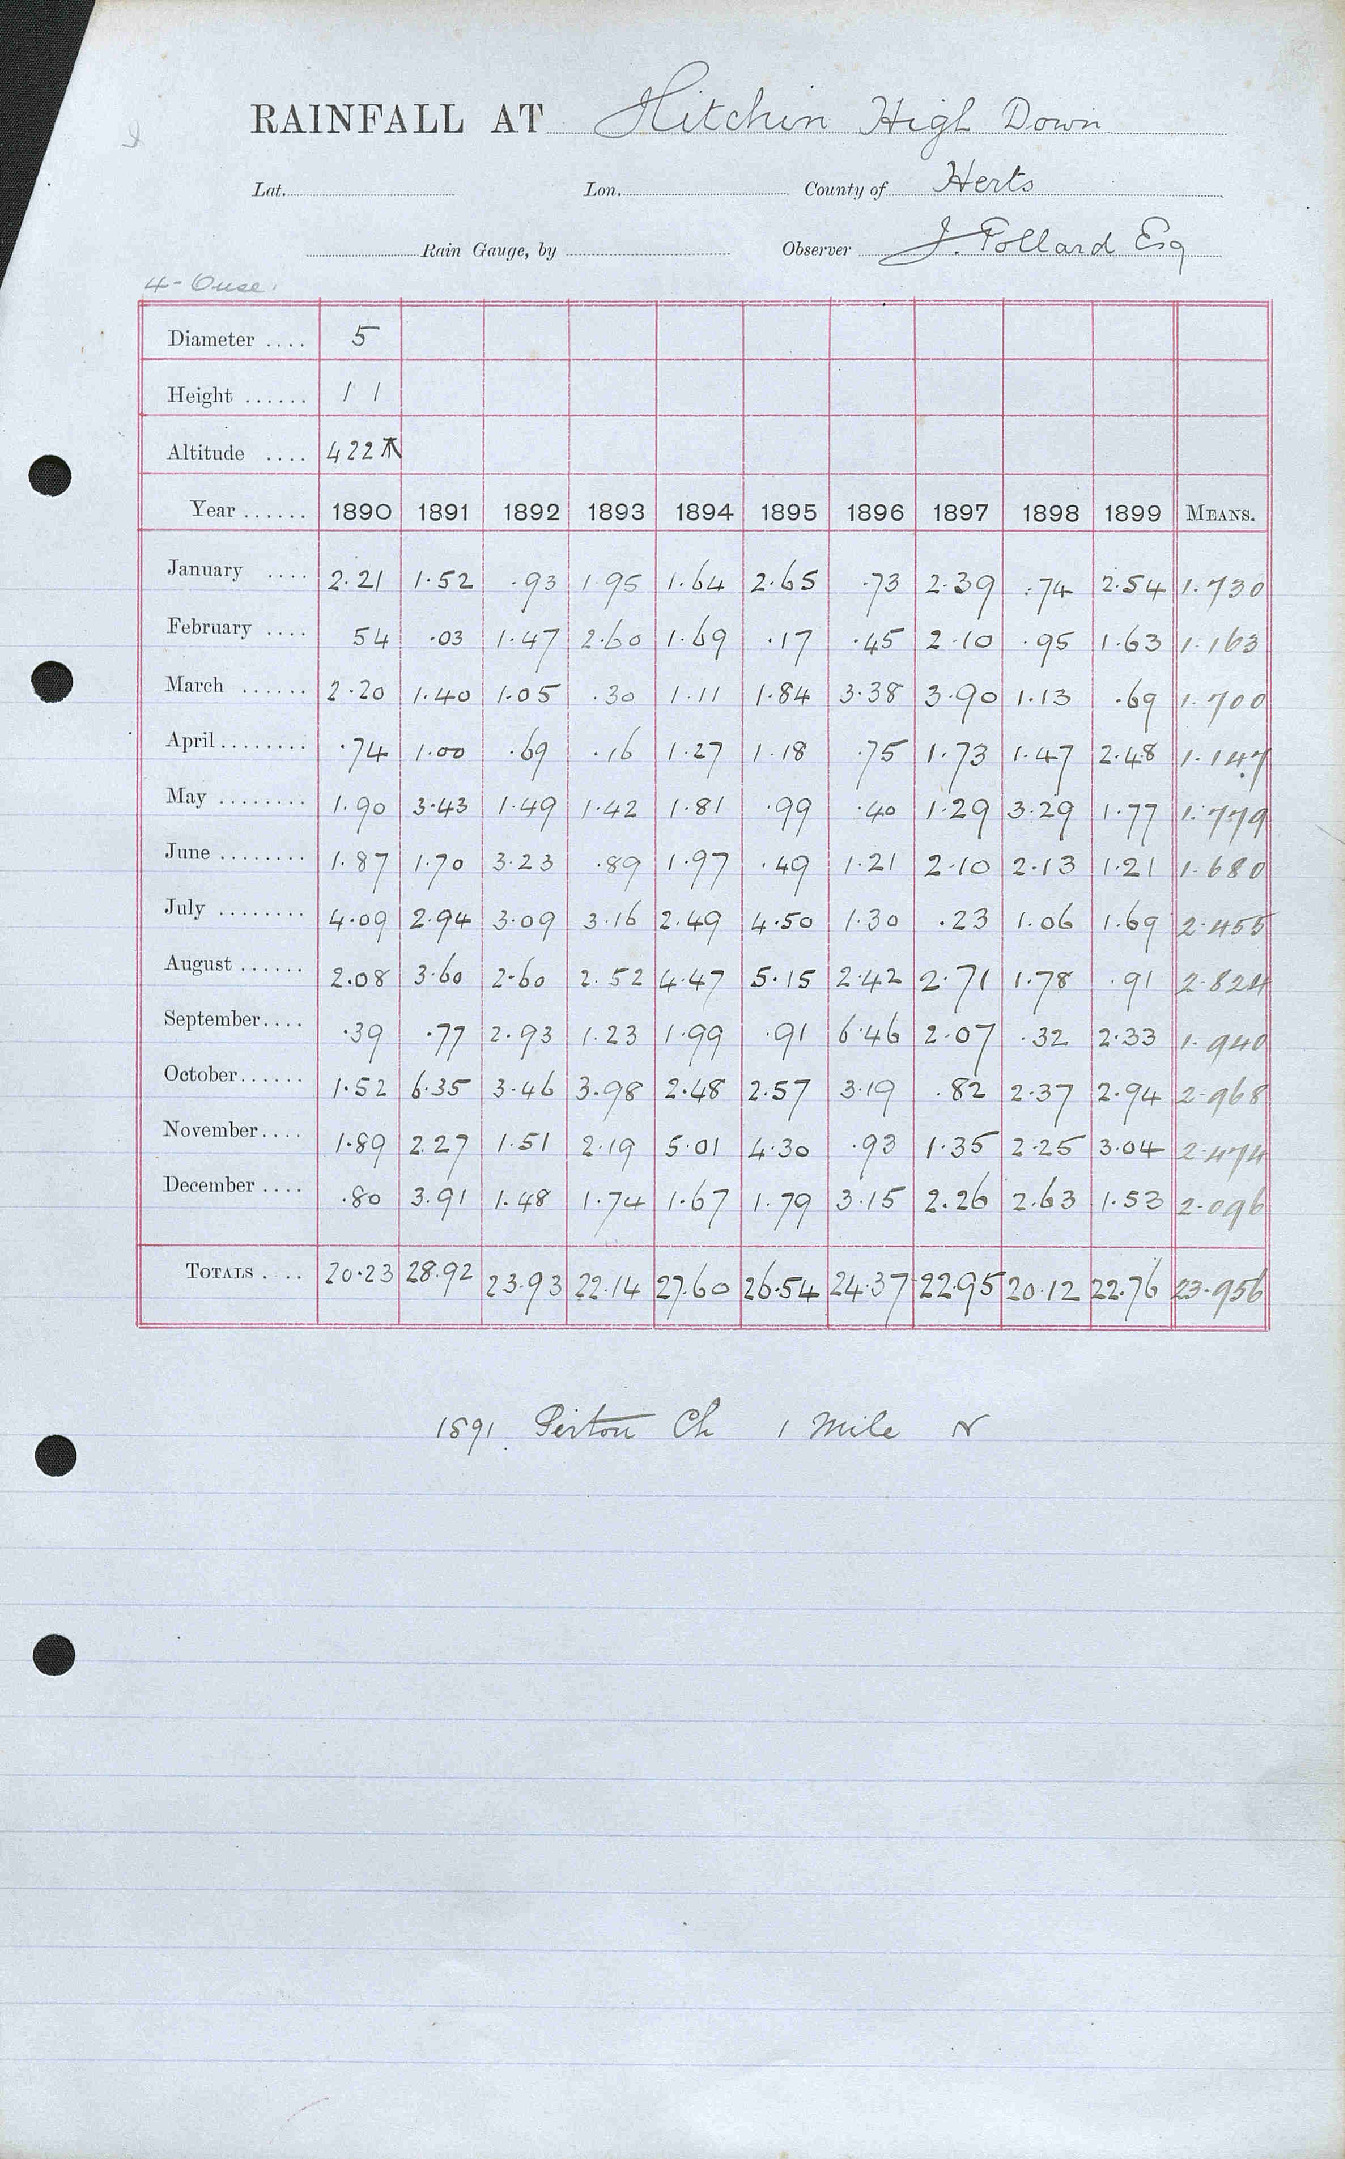 RAINFALL AT Hitchin High Down
Lat. Lon. County of Herts
Rain Gauge, by Observer J. Pollard Esq
4 - Ouse.
Diameter .... 5
Height ...... 1 1
Altitude .... 422
Year ...... 1890 1891 1892 1893 1894 1895 1896 1897 1898 1899 MEANS.
January .... 2.21 1.52 .93 1.95 1.64 2.65 .73 2.39 .74 2.54 1.730
February .... 54 .03 1.47 2.60 1.69 .17 .45 2.10 .95 1.63 1.163
March ...... 2.20 1.40 1.05 .30 1.11 1.84 3.38 3.90 1.13 .69 1.700
April ........ .74 1.00 .69 .16 1.27 1.18 .75 1.73 1.47 2.48 1.147
May ........ 1.90 3.43 1.49 1.42 1.81 .99 .40 1.29 3.29 1.77 1.779
June ........ 1.87 1.70 3.23 .89 1.97 .49 1.21 2.10 2.13 1.21 1.680
July ........ 4.09 2.94 3.09 3.16 2.49 4.50 1.30 .23 1.06 1.69 2.455
August ...... 2.08 3.60 2.60 2.52 4.47 5.15 2.42 2.71 1.78 .91 2.824
September.... .39 .77 2.93 1.23 1.99 .91 6.46 2.07 .32 2.33 1.940
October...... 1.52 6.35 3.46 3.98 2.48 2.57 3.19 .82 2.37 2.94 2.968
November.... 1.89 2.27 1.51 2.19 5.01 4.30 .93 1.35 2.25 3.04 2.474
December .... .80 3.91 1.48 1.74 1.67 1.79 3.15 2.26 2.63 1.53 2.096
TOTALS .... 20.23 28.92 23.93 22.14 27.60 26.54 24.37 22.95 20.12 22.76 23.956
1891. Pirton Ch 1 Mile N